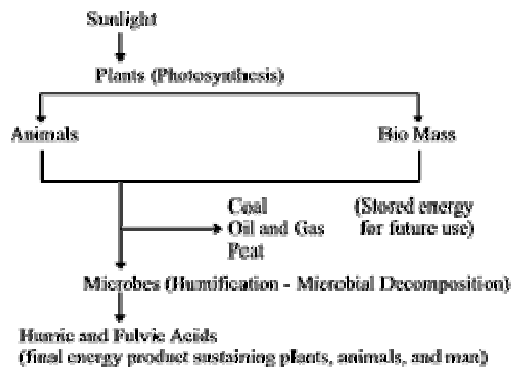 Sunlight
Plants (Photosynthesis)
Animals
Bio Mass
Coal
Oil and Gas
Peat
(Stored energy
for future use)
Microbes (Humification - Microbial Decomposition)
Humic and Fulvic Acids
(final energy product sustaining plants, animals, and man)